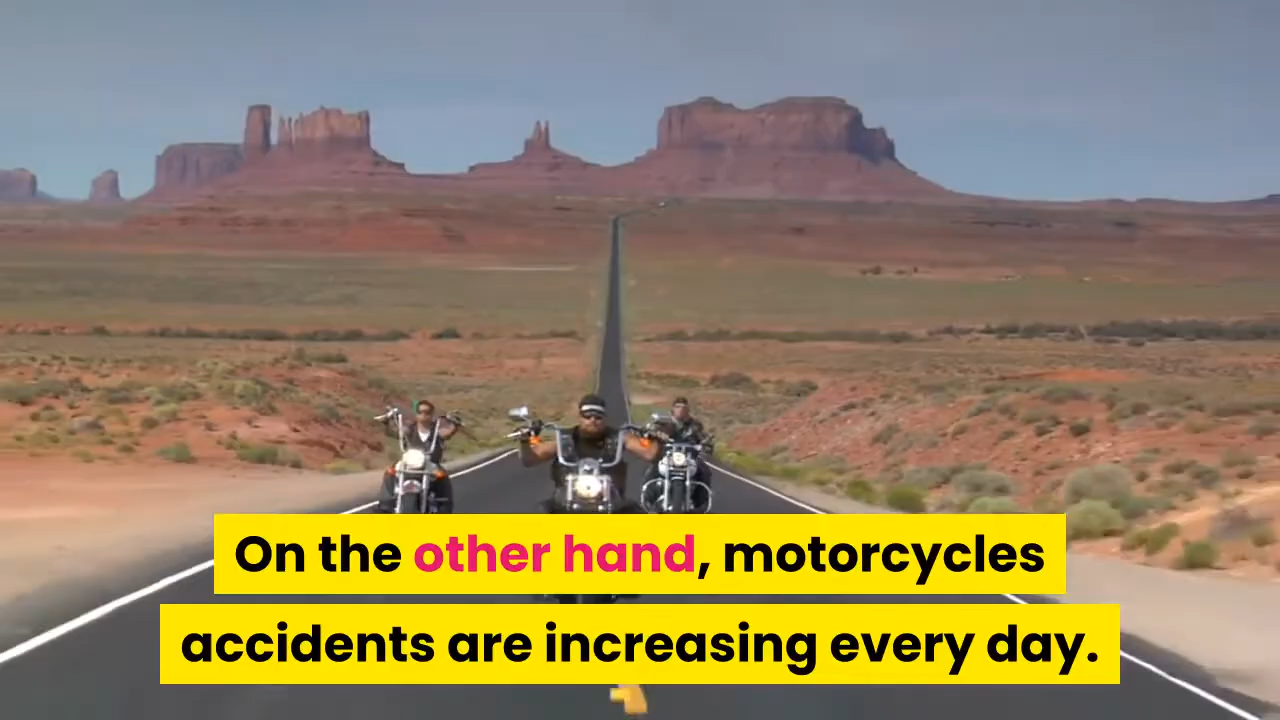 On the other hand, motorcycles
accidents are increasing every day.